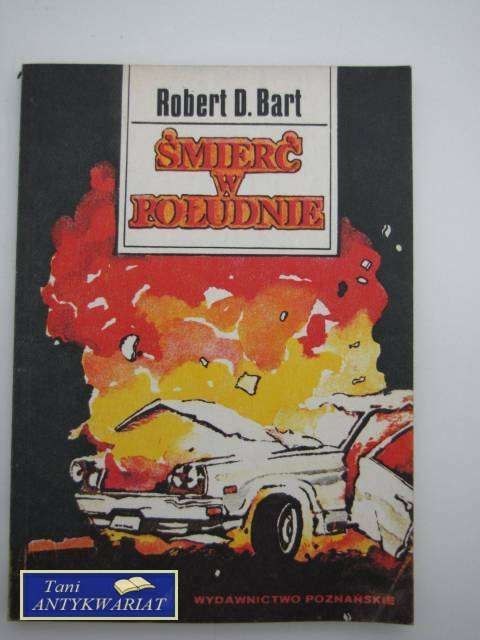 Robert D. Bart
ŚMIERĆ
W
POŁUDNIE
WYDAWNICTWO POZNAŃSKIE
Tani
ANTYKWARIAT